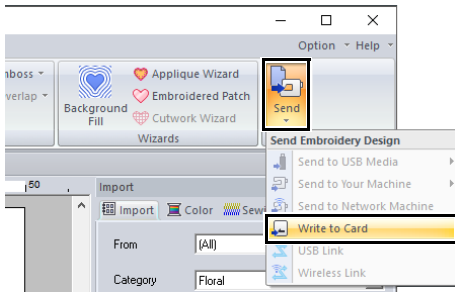 Option Help
nboss Applique Wizard
verlap Background Embroidered Patch Send
Fill Cutwork Wizard
Wizards
Send Embroidery Design
Send to USB Media
50
Import Send to Your Machine
Import Color Sew Send to Network Machine
From (All) Write to Card
USB Link
Category Floral Wireless Link